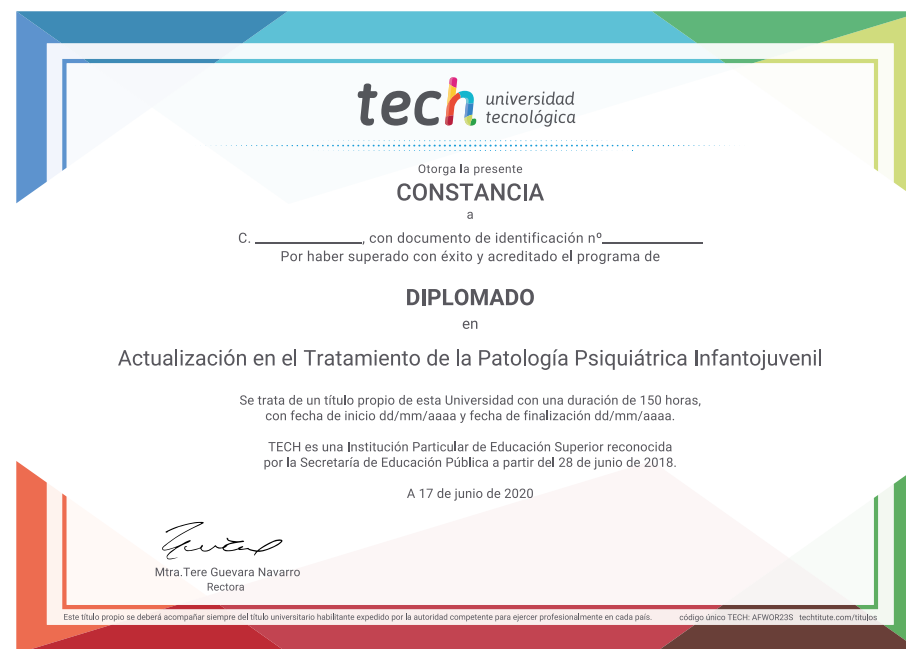 tech universidad
tecnológica
Otorga la presente
CONSTANCIA
a
C. ______________, con documento de identificación nº_____________
Por haber superado con éxito y acreditado el programa de
DIPLOMADO
en
Actualización en el Tratamiento de la Patología Psiquiátrica Infantojuvenil
Se trata de un título propio de esta Universidad con una duración de 150 horas,
con fecha de inicio dd/mm/aaaa y fecha de finalización dd/mm/aaaa.
TECH es una Institución Particular de Educación Superior reconocida
por la Secretaría de Educación Pública a partir del 28 de junio de 2018.
A 17 de junio de 2020
Mtra.Tere Guevara Navarro
Rectora
Este título propio se deberá acompañar siempre del título universitario habilitante expedido por la autoridad competente para ejercer profesionalmente en cada país. código único TECH: AFWOR23S techtitute.com/titulos